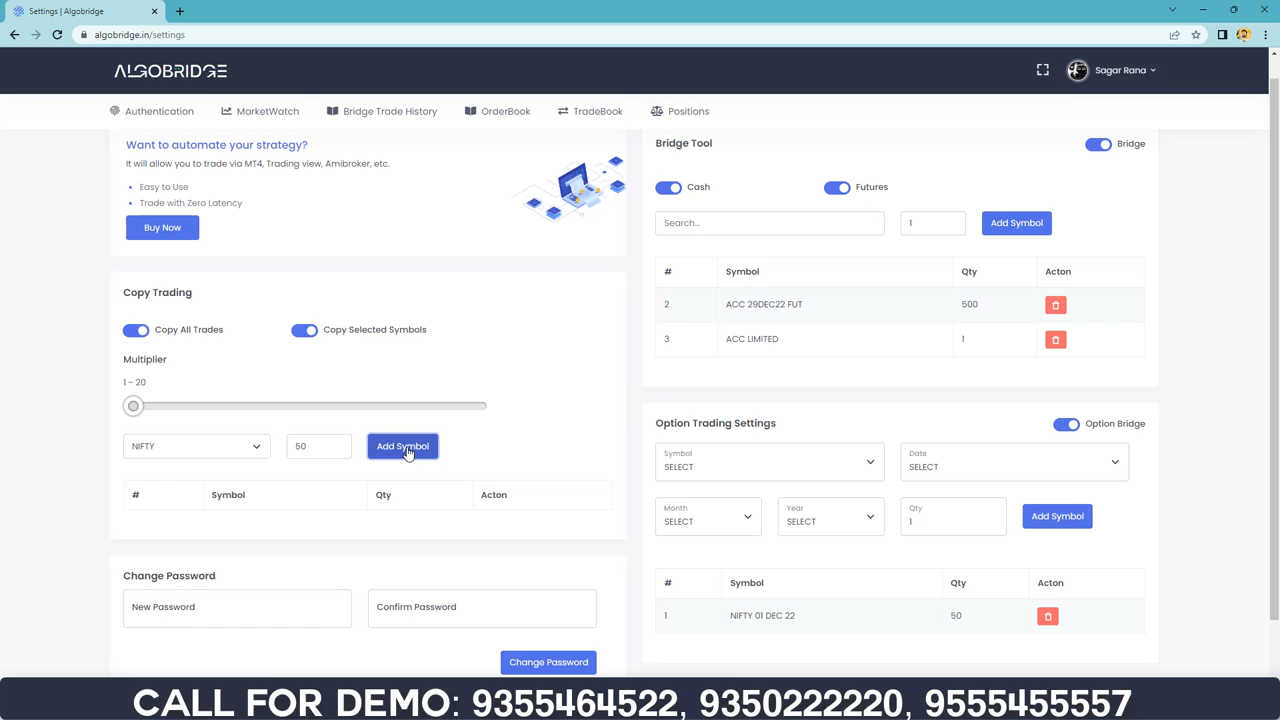 Settings | Algobridge
algobridge.in/settings
ALGOBRIDGE
Sagar Rana
Authentication
MarketWatch
Bridge Trade History
OrderBook
TradeBook
Positions
Want to automate your strategy?
It will allow you to trade via MT4, Trading view, Amibroker, etc.
• Easy to Use
• Trade with Zero Latency
Buy Now
Copy Trading
Copy All Trades
Copy Selected Symbols
Multiplier
1 - 20
NIFTY
50
Add Symbol
# Symbol Qty Acton
Change Password
New Password
Confirm Password
Change Password
Bridge Tool
Bridge
Cash
Futures
Search...
1
Add Symbol
# Symbol Qty Acton
2 ACC 29DEC22 FUT 500
3 ACC LIMITED 1
Option Trading Settings
Option Bridge
Symbol
SELECT
Date
SELECT
Month
SELECT
Year
SELECT
Qty
1
Add Symbol
# Symbol Qty Acton
1 NIFTY 01 DEC 22 50
CALL FOR DEMO: 9355464522, 9350222220, 9555455557